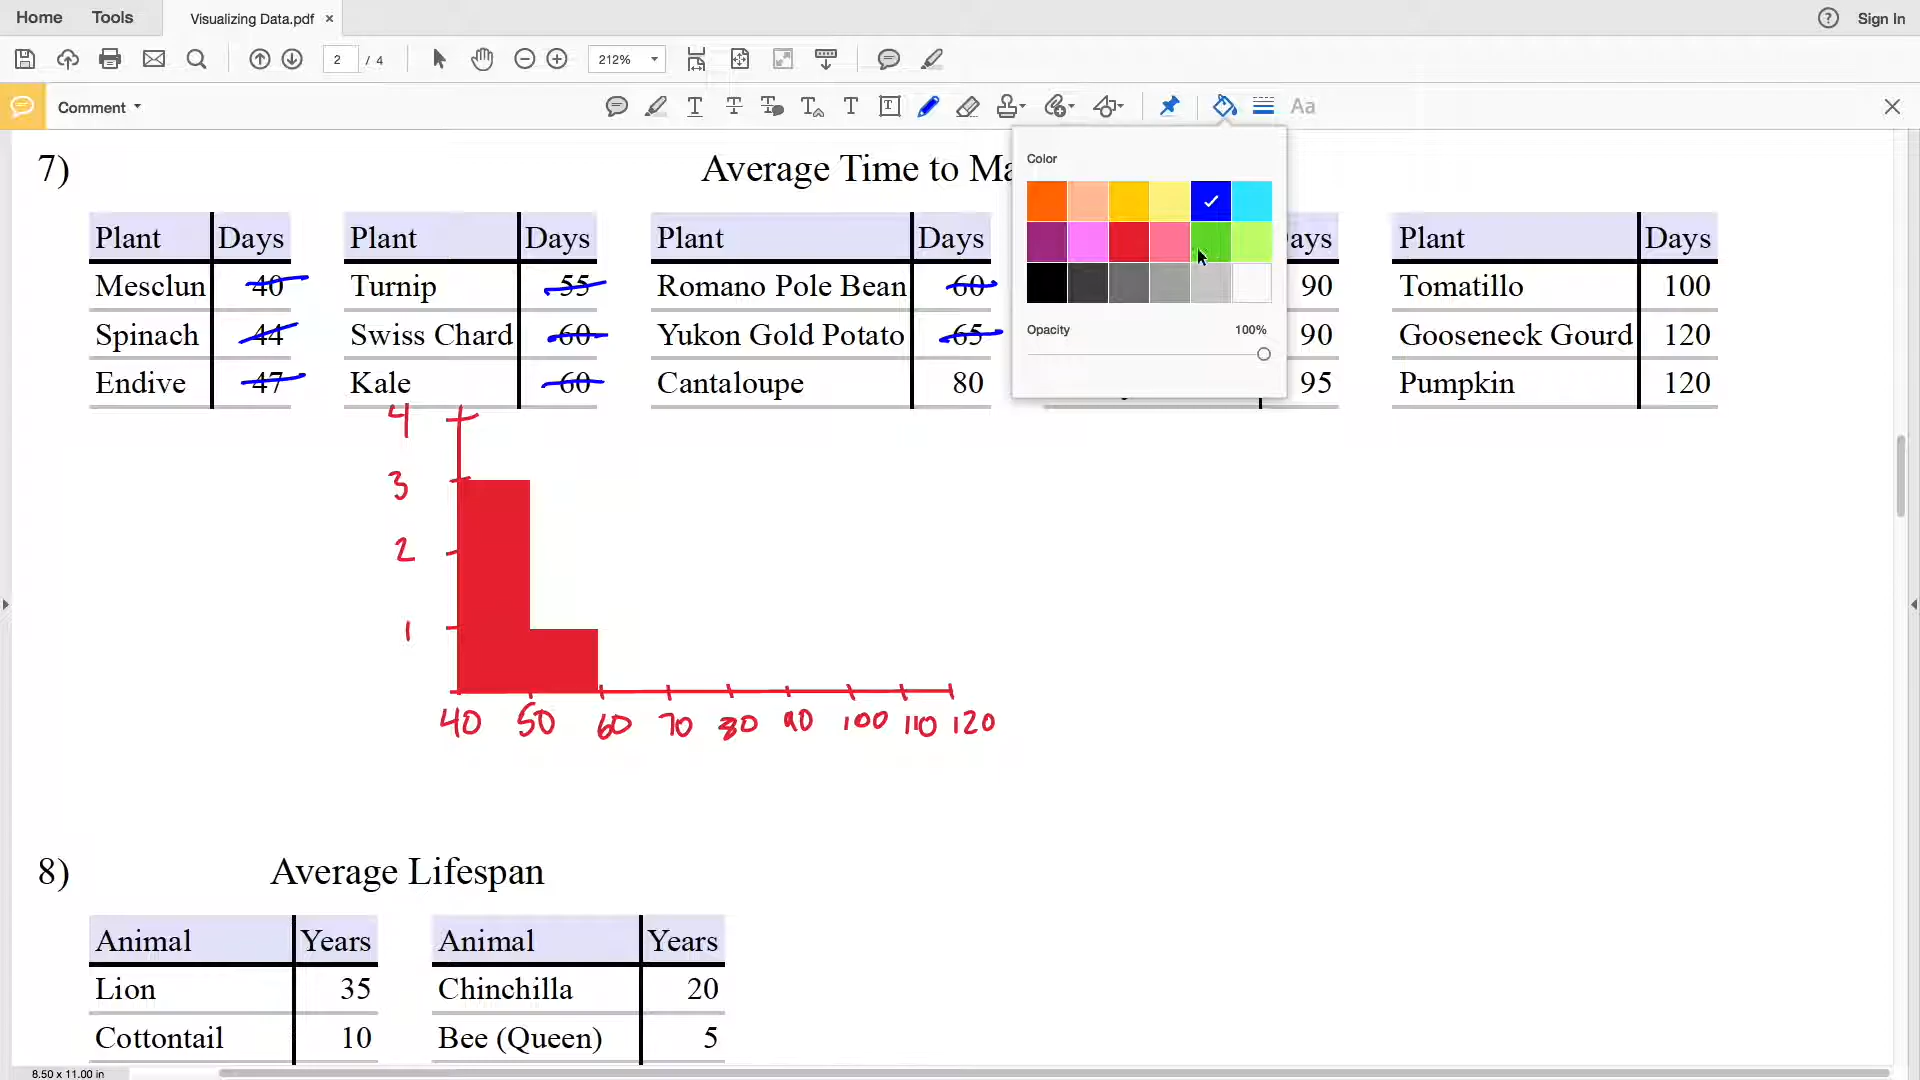 Home Tools Visualizing Data.pdf × ? Sign In
2 / 4 212%
Comment Aa
7) Average Time to Ma
Plant Days Plant Days Plant Days ays Plant Days
Mesclun 40 Turnip 55 Romano Pole Bean 60 90 Tomatillo 100
Spinach 44 Swiss Chard 60 Yukon Gold Potato 65 90 Gooseneck Gourd 120
Endive 47 Kale 60 Cantaloupe 80 95 Pumpkin 120
Color
Opacity 100%
4
3
2
1
40 50 60 70 80 90 100 110 120
8) Average Lifespan
Animal Years Animal Years
Lion 35 Chinchilla 20
Cottontail 10 Bee (Queen) 5
8.50 x 11.00 in